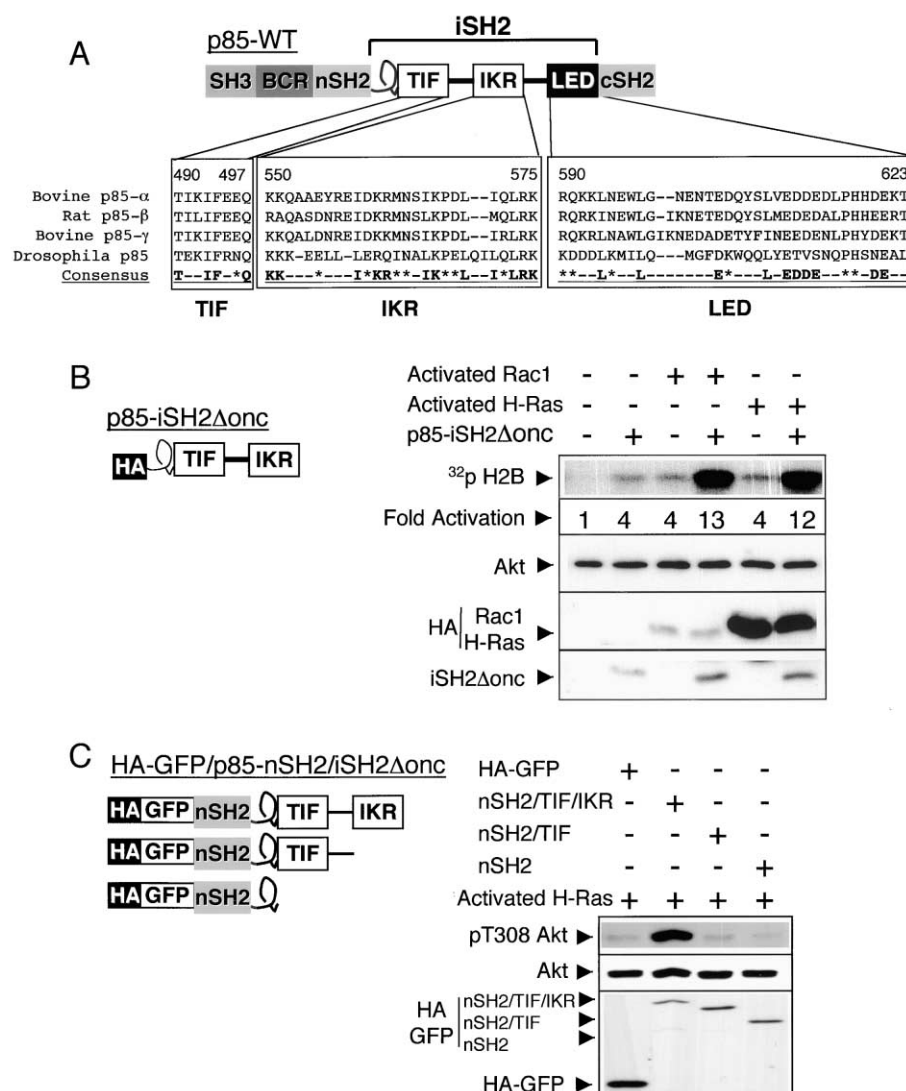 A
p85-WT
iSH2
SH3 BCR nSH2 TIF IKR LED cSH2
490 497 550 575 590 623
Bovine p85-α TIKIFEEQ KKQAAEYREIDKRMNSIKPDL--IQLRK RQKKLNEWLG--NENTEDQYSLVEDDEDLPHHDEKT
Rat p85-β TILIFEEQ RAQASDNREIDKRMNSLKPDL--MQLRK RQRKINEWLG--IKNETEDQYSLMEDEDALPHHEERT
Bovine p85-γ TIKIFEEQ KKQALDNREIDKKMNSIKPDL--IRLRK RQKRLNAWLGIKNEDADETYFINEEDENLPHYDEKT
Drosophila p85 TEKIFRNQ KKK-EELL-LERQINALKPELQILQLRK KDDDLKMILQ--MGFDKWQQLYETVSNQPHSNEAL
Consensus T--IF-*Q KK---*---I*KR**-IK**L--I*LRK **--L*--L------E*---L-EDDE--**-DE--
TIF IKR LED
B
p85-iSH2Δonc
HA TIF IKR
Activated Rac1 - - + + - -
Activated H-Ras - - - - + +
p85-iSH2Δonc - + - + - +
32p H2B
Fold Activation 1 4 4 13 4 12
Akt
HA Rac1
H-Ras
iSH2Δonc
C
HA-GFP/p85-nSH2/iSH2Δonc
HA GFP nSH2 TIF IKR
HA GFP nSH2 TIF
HA GFP nSH2
HA-GFP + - - -
nSH2/TIF/IKR - + - -
nSH2/TIF - - + -
nSH2 - - - +
Activated H-Ras + + + +
pT308 Akt
Akt
HA GFP
nSH2/TIF/IKR
nSH2/TIF
nSH2
HA-GFP